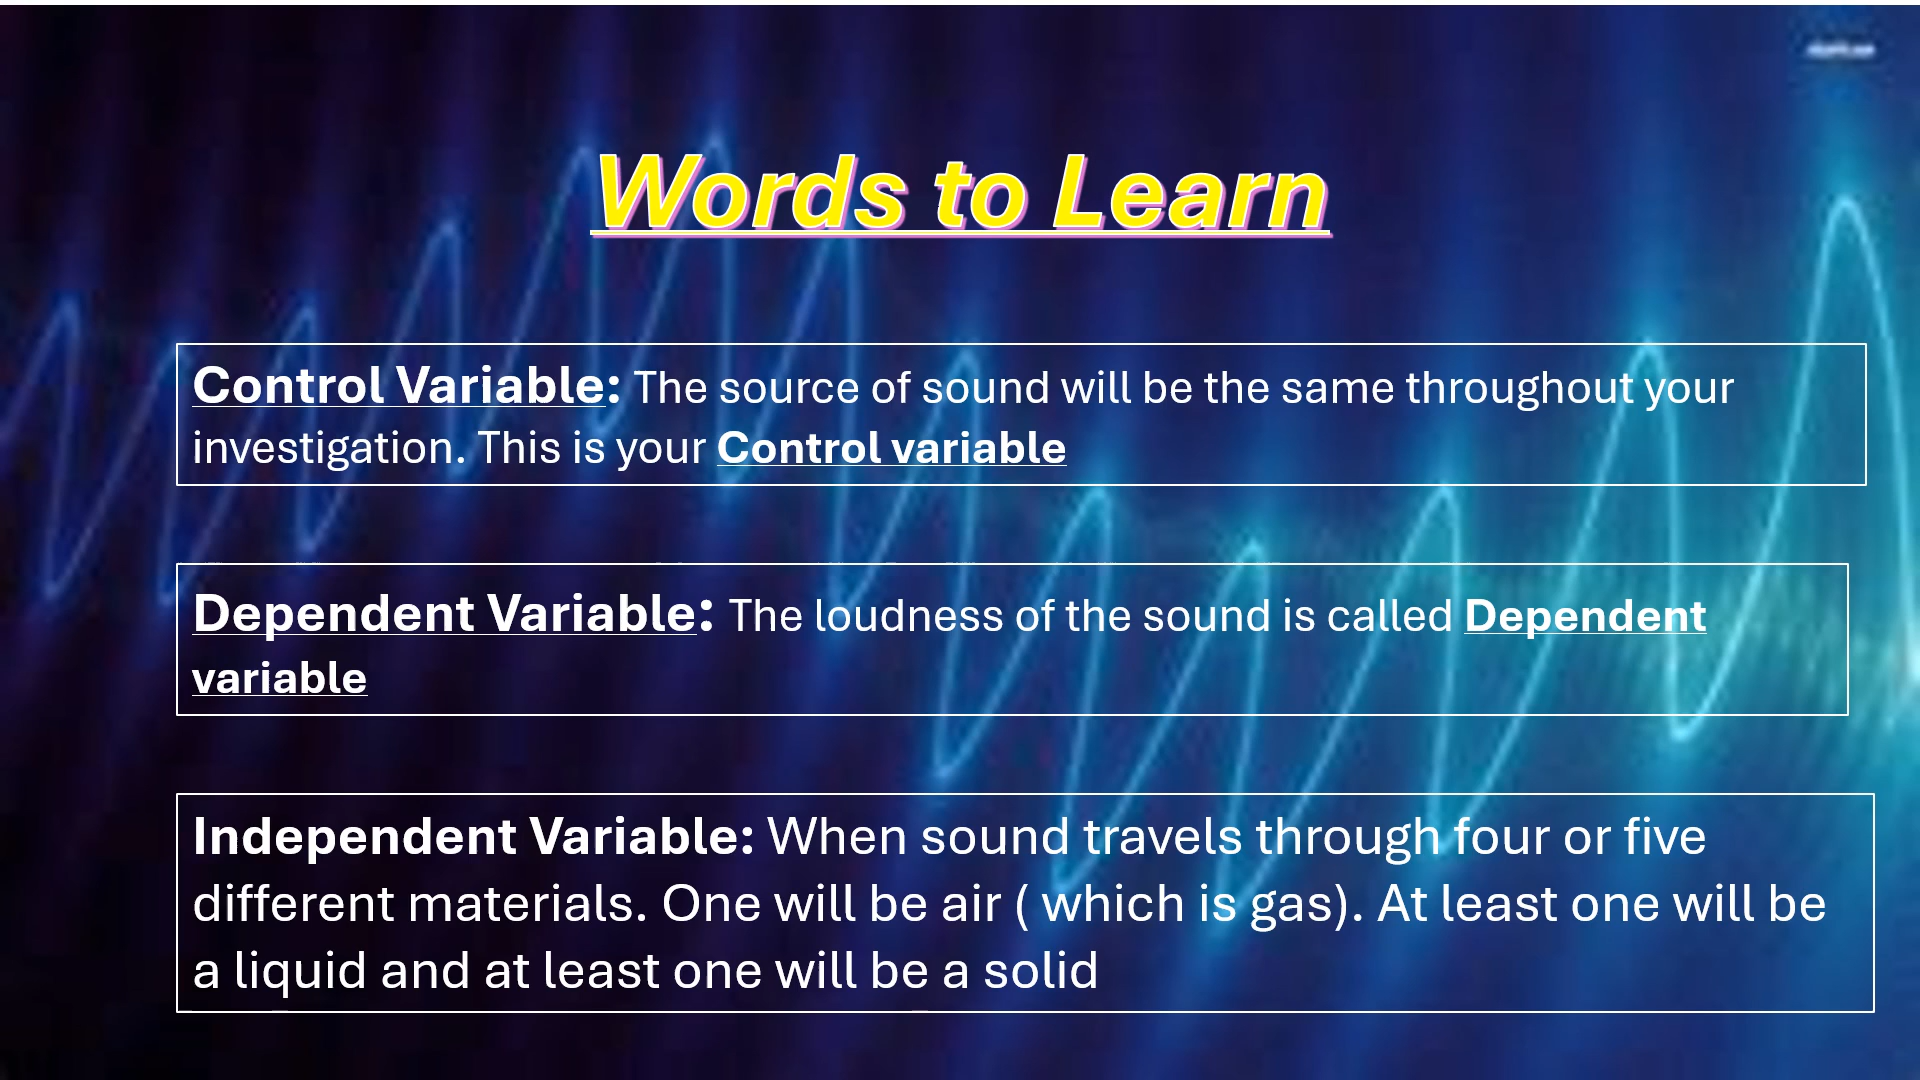 Words to Learn
Control Variable: The source of sound will be the same throughout your
investigation. This is your Control variable
Dependent Variable: The loudness of the sound is called Dependent
variable
Independent Variable: When sound travels through four or five
different materials. One will be air ( which is gas). At least one will be
a liquid and at least one will be a solid